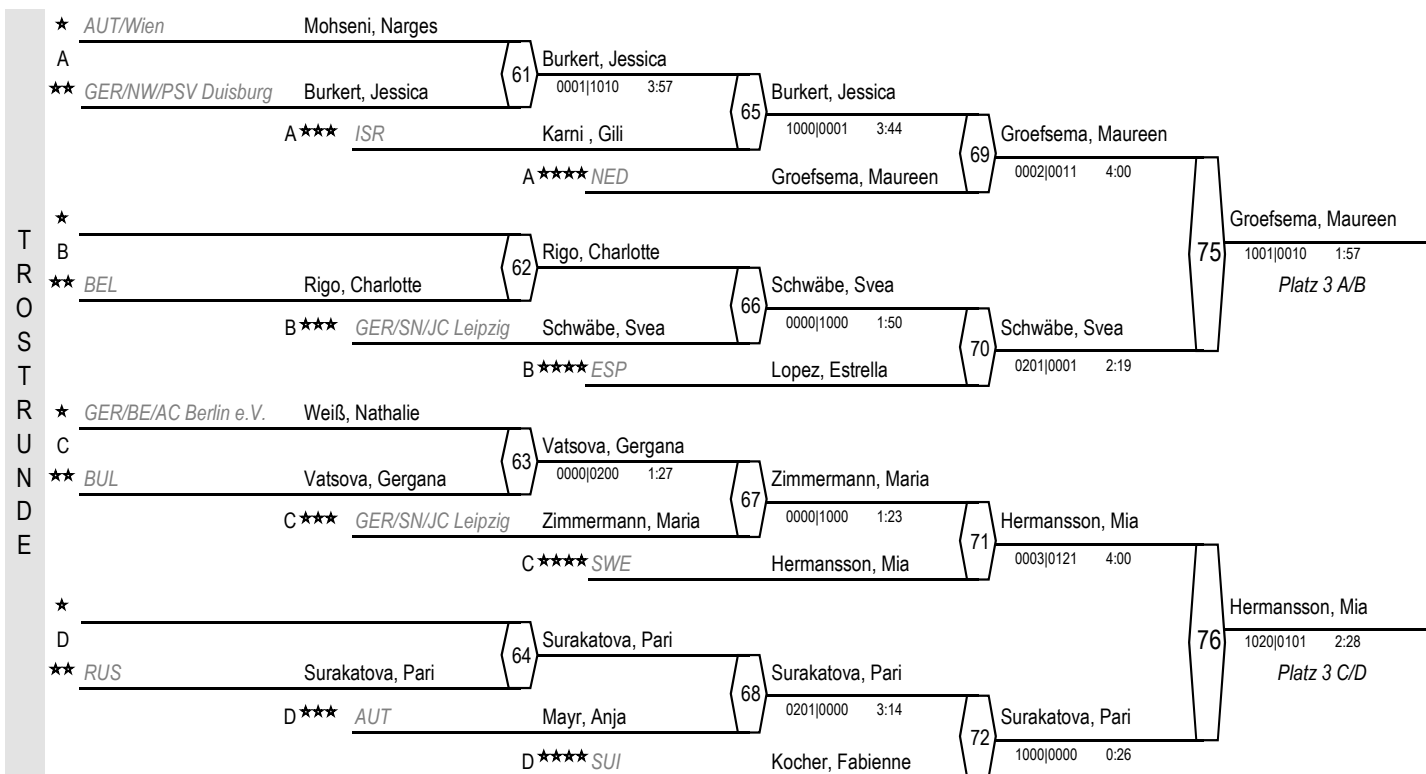 TROSTRUNDE
★ AUT/Wien Mohseni, Narges
A
★★ GER/NW/PSV Duisburg Burkert, Jessica
61
Burkert, Jessica
0001|1010 3:57
A ★★★ ISR Karni , Gili
65
Burkert, Jessica
1000|0001 3:44
A ★★★★ NED Groefsema, Maureen
69
Groefsema, Maureen
0002|0011 4:00
★
B
★★ BEL Rigo, Charlotte
62
Rigo, Charlotte
B ★★★ GER/SN/JC Leipzig Schwäbe, Svea
66
Schwäbe, Svea
0000|1000 1:50
B ★★★★ ESP Lopez, Estrella
70
Schwäbe, Svea
0201|0001 2:19
75
Groefsema, Maureen
1001|0010 1:57
Platz 3 A/B
★ GER/BE/AC Berlin e.V. Weiß, Nathalie
C
★★ BUL Vatsova, Gergana
63
Vatsova, Gergana
0000|0200 1:27
C ★★★ GER/SN/JC Leipzig Zimmermann, Maria
67
Zimmermann, Maria
0000|1000 1:23
C ★★★★ SWE Hermansson, Mia
71
Hermansson, Mia
0003|0121 4:00
★
D
★★ RUS Surakatova, Pari
64
Surakatova, Pari
D ★★★ AUT Mayr, Anja
68
Surakatova, Pari
0201|0000 3:14
D ★★★★ SUI Kocher, Fabienne
72
Surakatova, Pari
1000|0000 0:26
76
Hermansson, Mia
1020|0101 2:28
Platz 3 C/D